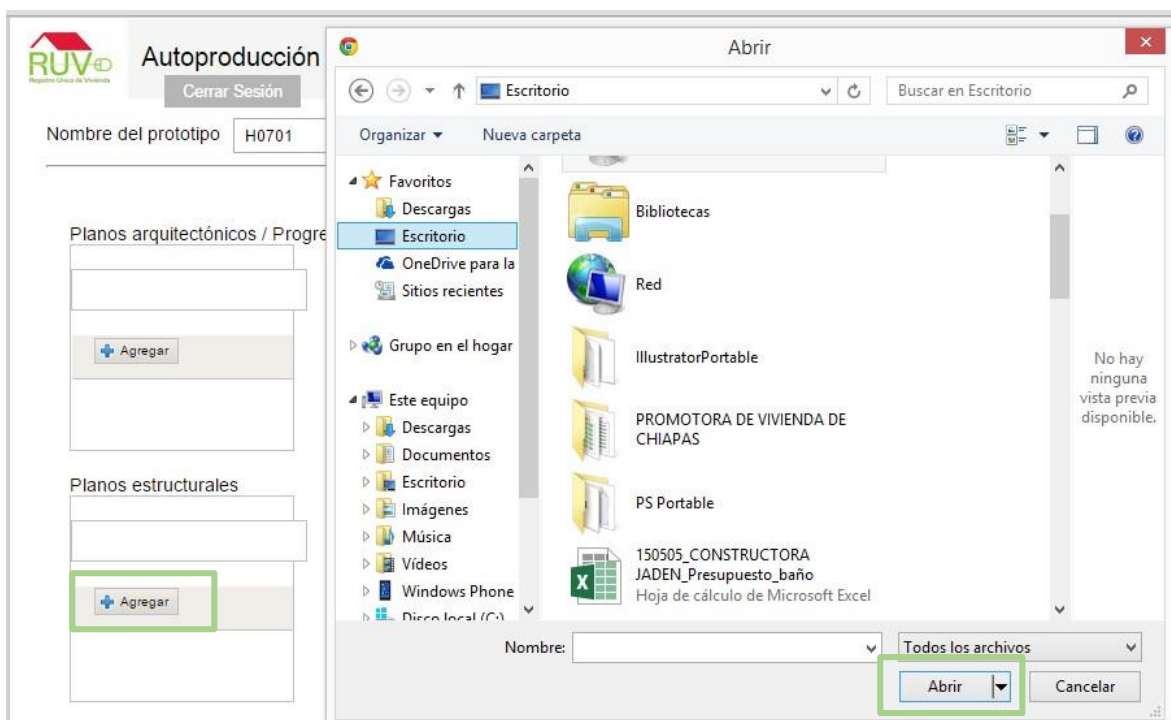 RUV
Registro Único de Vivienda
Autoproducción
Cerrar Sesión
Nombre del prototipo H0701
Planos arquitectónicos / Progre
Agregar
Planos estructurales
Agregar
Abrir
Escritorio
Buscar en Escritorio
Organizar
Nueva carpeta
Favoritos
Descargas
Escritorio
OneDrive para la
Sitios recientes
Grupo en el hogar
Este equipo
Descargas
Documentos
Escritorio
Imágenes
Música
Vídeos
Windows Phone
Disco local (C:)
Bibliotecas
Red
IllustratorPortable
PROMOTORA DE VIVIENDA DE
CHIAPAS
PS Portable
150505_CONSTRUCTORA
JADEN_Presupuesto_baño
Hoja de cálculo de Microsoft Excel
No hay
ninguna
vista previa
disponible.
Nombre:
Todos los archivos
Abrir
Cancelar